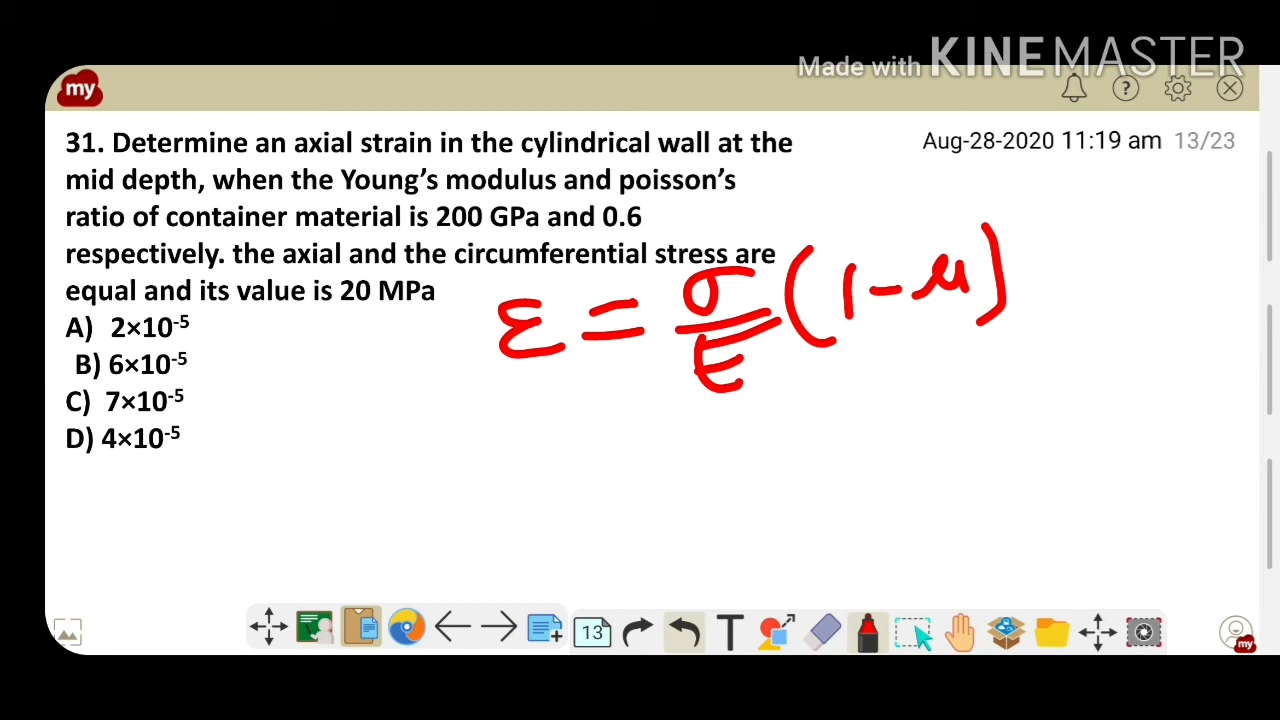 Made with KINEMASTER
my
31. Determine an axial strain in the cylindrical wall at the
Aug-28-2020 11:19 am 13/23
mid depth, when the Young's modulus and poisson's
ratio of container material is 200 GPa and 0.6
respectively. the axial and the circumferential stress are
equal and its value is 20 MPa
ε = σ/E (1-μ)
A) 2×10⁻⁵
B) 6×10⁻⁵
C) 7×10⁻⁵
D) 4×10⁻⁵
13
T
my